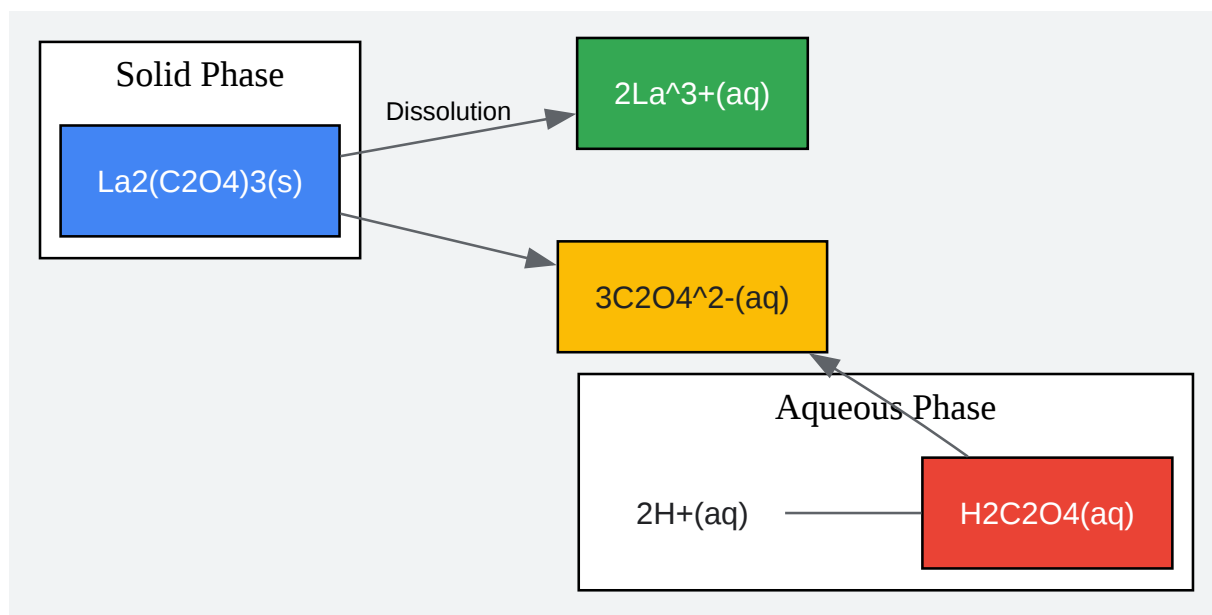 Solid Phase
La2(C2O4)3(s)
Dissolution
2La^3+(aq)
3C2O4^2-(aq)
Aqueous Phase
2H+(aq)
H2C2O4(aq)